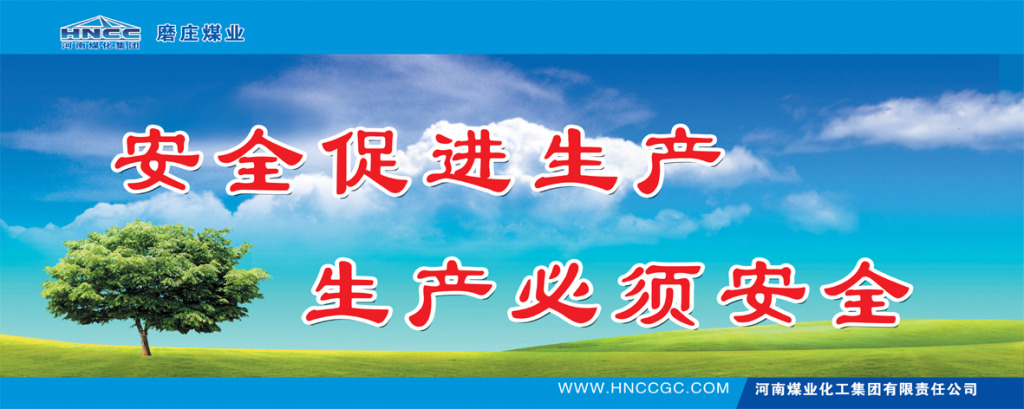 HNCC
河南煤化集团
磨庄煤业
安全促进生产
生产必须安全
WWW.HNCCGC.COM
河南煤业化工集团有限责任公司